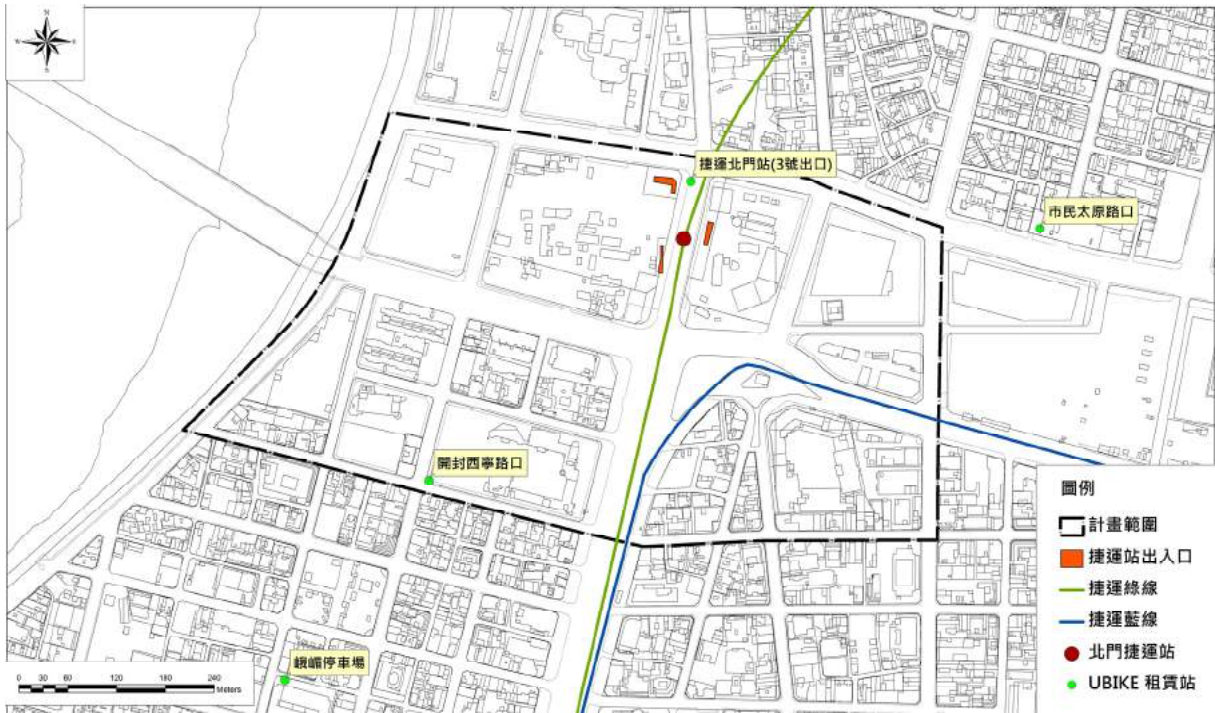 N
W
E
S
捷運北門站(3號出口)
市民太原路口
開封西寧路口
峨嵋停車場
0 30 60 120 180 240
Meters
圖例
計畫範圍
捷運站出入口
捷運綠線
捷運藍線
北門捷運站
UBIKE 租賃站